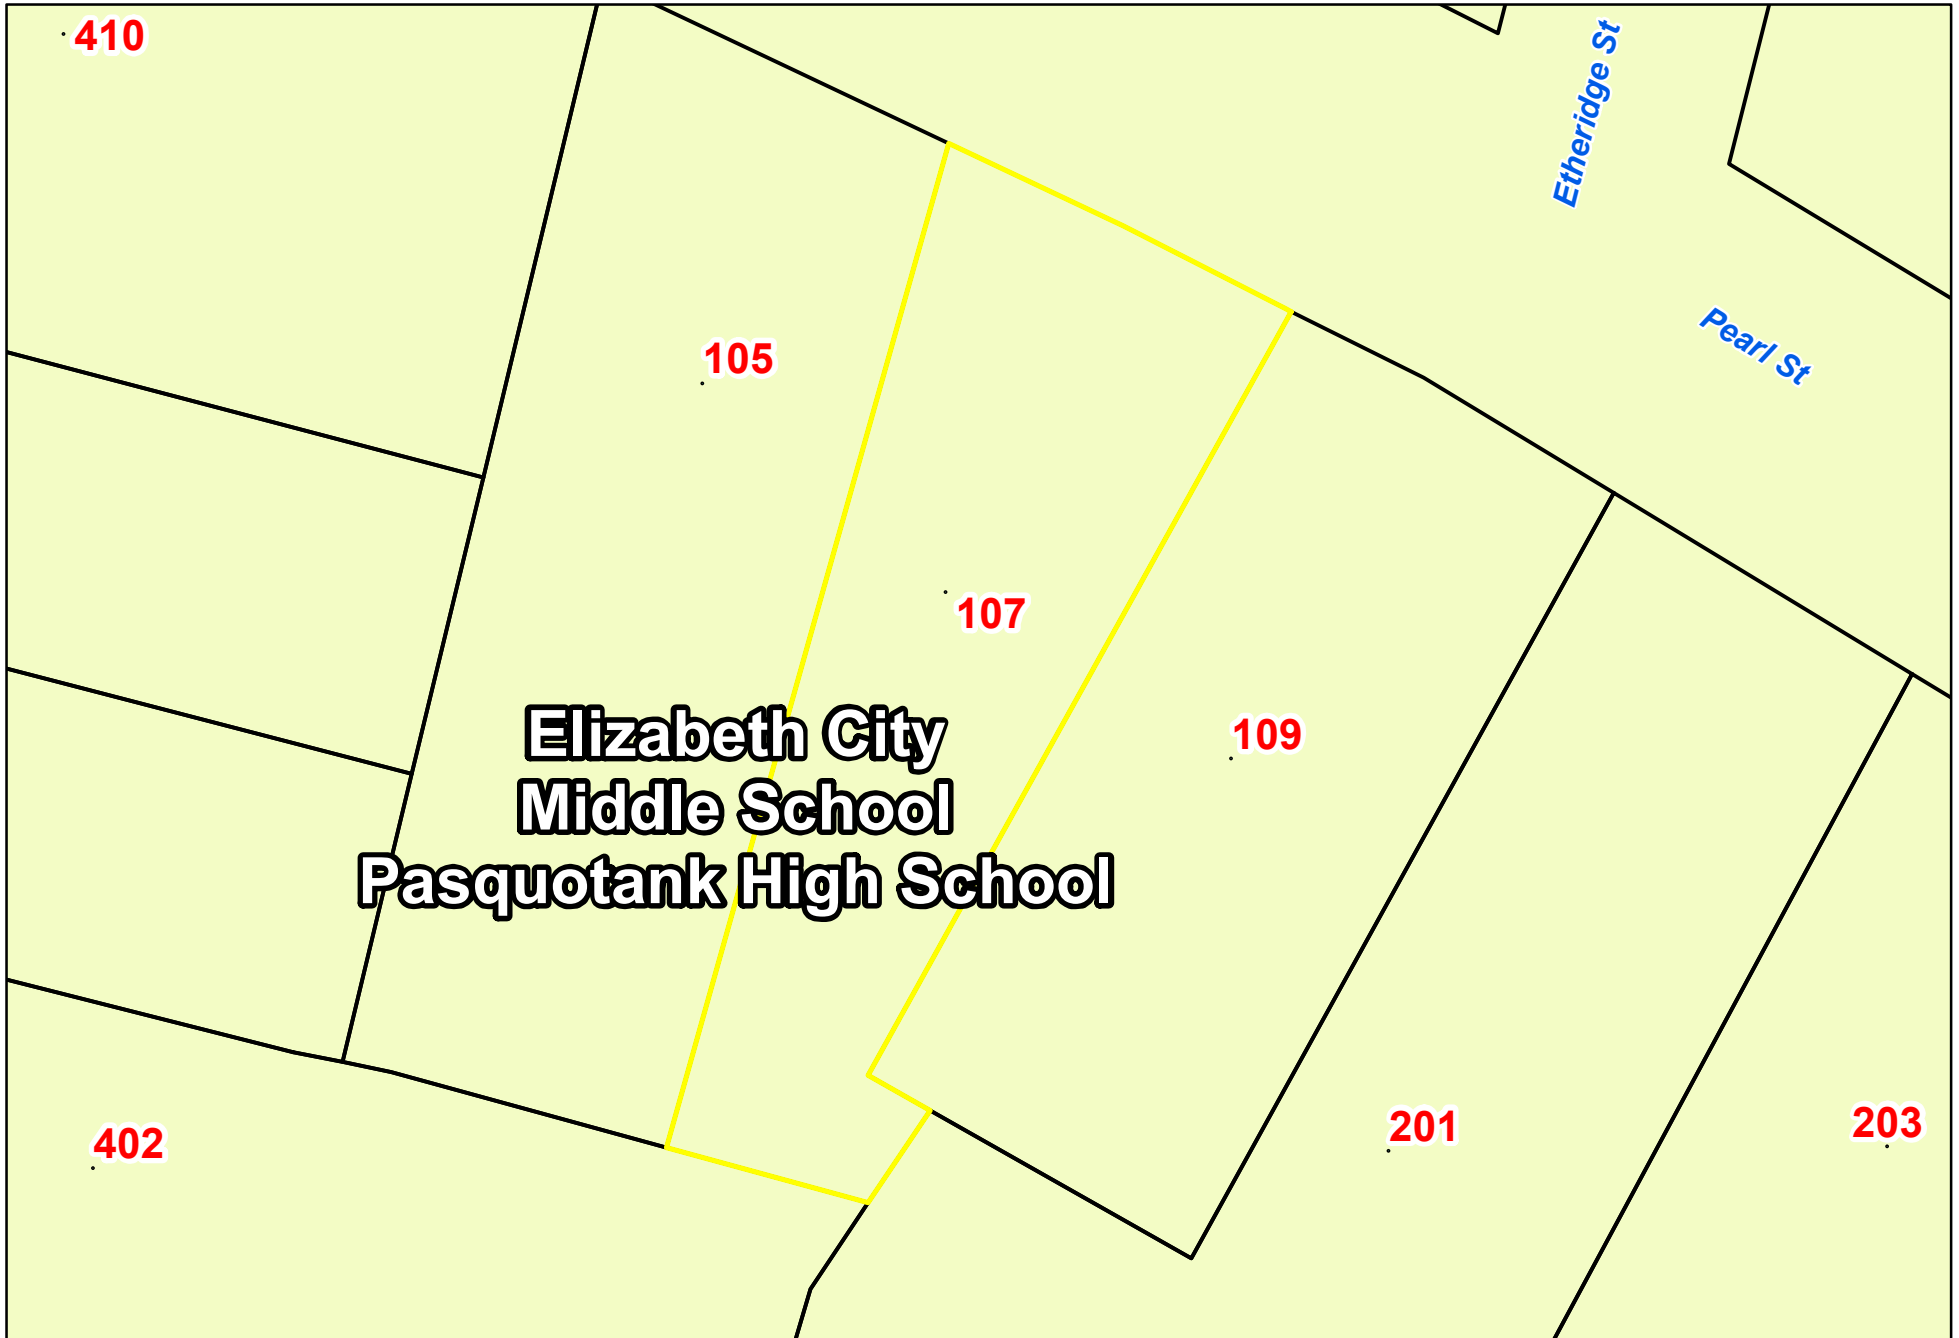 410
Etheridge St
Pearl St
105
107
Elizabeth City
Middle School
Pasquotank High School
109
402
201
203